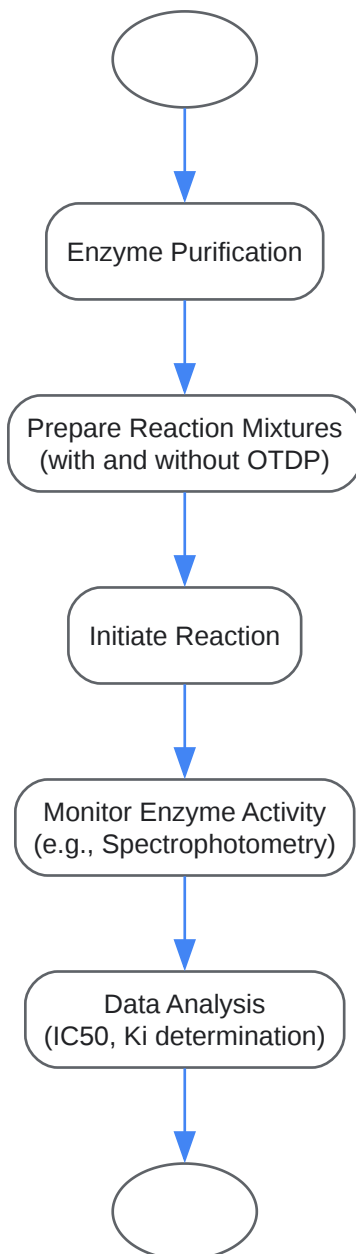 Enzyme Purification
Prepare Reaction Mixtures
(with and without OTDP)
Initiate Reaction
Monitor Enzyme Activity
(e.g., Spectrophotometry)
Data Analysis
(IC50, Ki determination)